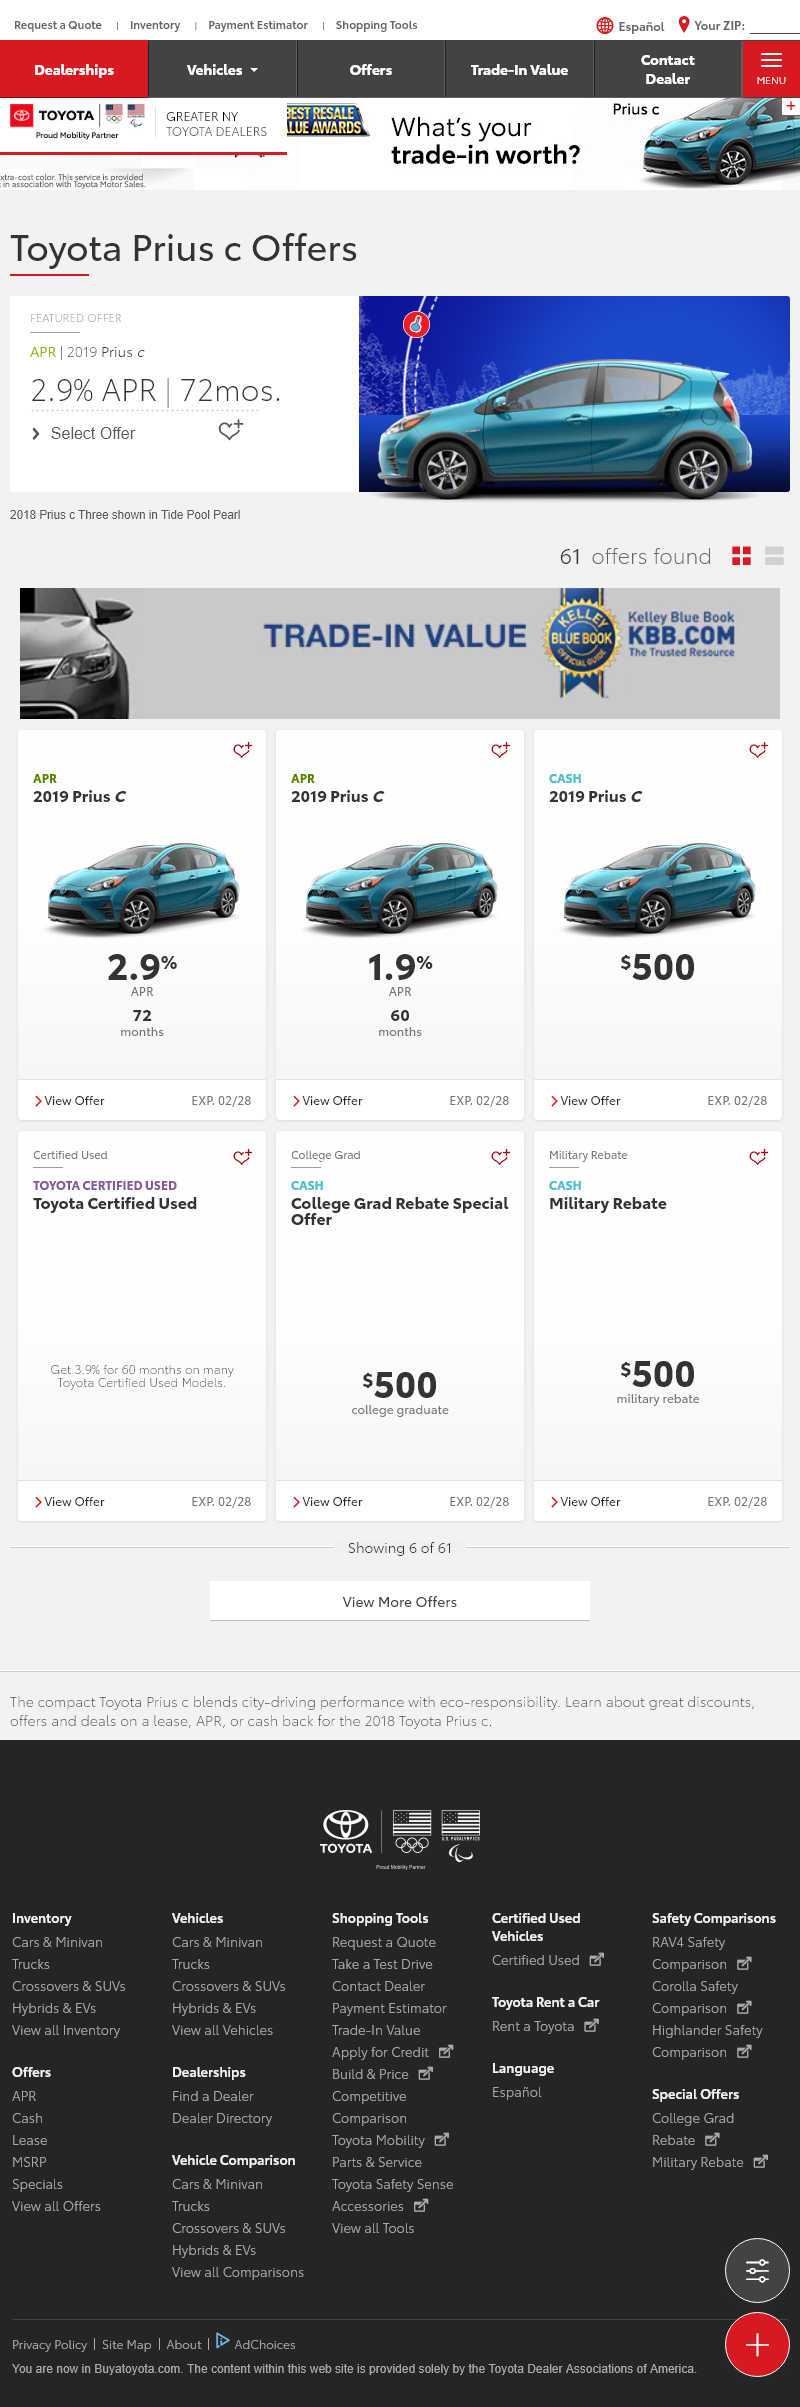 Request a Quote | Inventory | Payment Estimator | Shopping Tools
Español Your ZIP:
Dealerships
Vehicles
Offers
Trade-In Value
Contact
Dealer
MENU
TOYOTA
Proud Mobility Partner
GREATER NY
TOYOTA DEALERS
BEST RESALE
LUE AWARDS
What's your
trade-in worth?
Prius c
xtra-cost color. This service is provided
t in association with Toyota Motor Sales.
Toyota Prius c Offers
FEATURED OFFER
APR | 2019 Prius c
2.9% APR | 72mos.
Select Offer
2018 Prius c Three shown in Tide Pool Pearl
61 offers found
TRADE-IN VALUE
KELLEY
BLUE BOOK
OFFICIAL GUIDE
Kelley Blue Book
KBB.COM
The Trusted Resource
APR
2019 Prius C
2.9%
APR
72
months
View Offer EXP. 02/28
APR
2019 Prius C
1.9%
APR
60
months
View Offer EXP. 02/28
CASH
2019 Prius C
$500
View Offer EXP. 02/28
Certified Used
TOYOTA CERTIFIED USED
Toyota Certified Used
Get 3.9% for 60 months on many
Toyota Certified Used Models.
View Offer EXP. 02/28
College Grad
CASH
College Grad Rebate Special
Offer
$500
college graduate
View Offer EXP. 02/28
Military Rebate
CASH
Military Rebate
$500
military rebate
View Offer EXP. 02/28
Showing 6 of 61
View More Offers
The compact Toyota Prius c blends city-driving performance with eco-responsibility. Learn about great discounts,
offers and deals on a lease, APR, or cash back for the 2018 Toyota Prius c.
TOYOTA
U.S. PARALYMPICS
Proud Mobility Partner
Inventory
Cars & Minivan
Trucks
Crossovers & SUVs
Hybrids & EVs
View all Inventory
Offers
APR
Cash
Lease
MSRP
Specials
View all Offers
Vehicles
Cars & Minivan
Trucks
Crossovers & SUVs
Hybrids & EVs
View all Vehicles
Dealerships
Find a Dealer
Dealer Directory
Vehicle Comparison
Cars & Minivan
Trucks
Crossovers & SUVs
Hybrids & EVs
View all Comparisons
Shopping Tools
Request a Quote
Take a Test Drive
Contact Dealer
Payment Estimator
Trade-In Value
Apply for Credit
Build & Price
Competitive
Comparison
Toyota Mobility
Parts & Service
Toyota Safety Sense
Accessories
View all Tools
Certified Used
Vehicles
Certified Used
Toyota Rent a Car
Rent a Toyota
Language
Español
Safety Comparisons
RAV4 Safety
Comparison
Corolla Safety
Comparison
Highlander Safety
Comparison
Special Offers
College Grad
Rebate
Military Rebate
Privacy Policy | Site Map | About | AdChoices
You are now in Buyatoyota.com. The content within this web site is provided solely by the Toyota Dealer Associations of America.